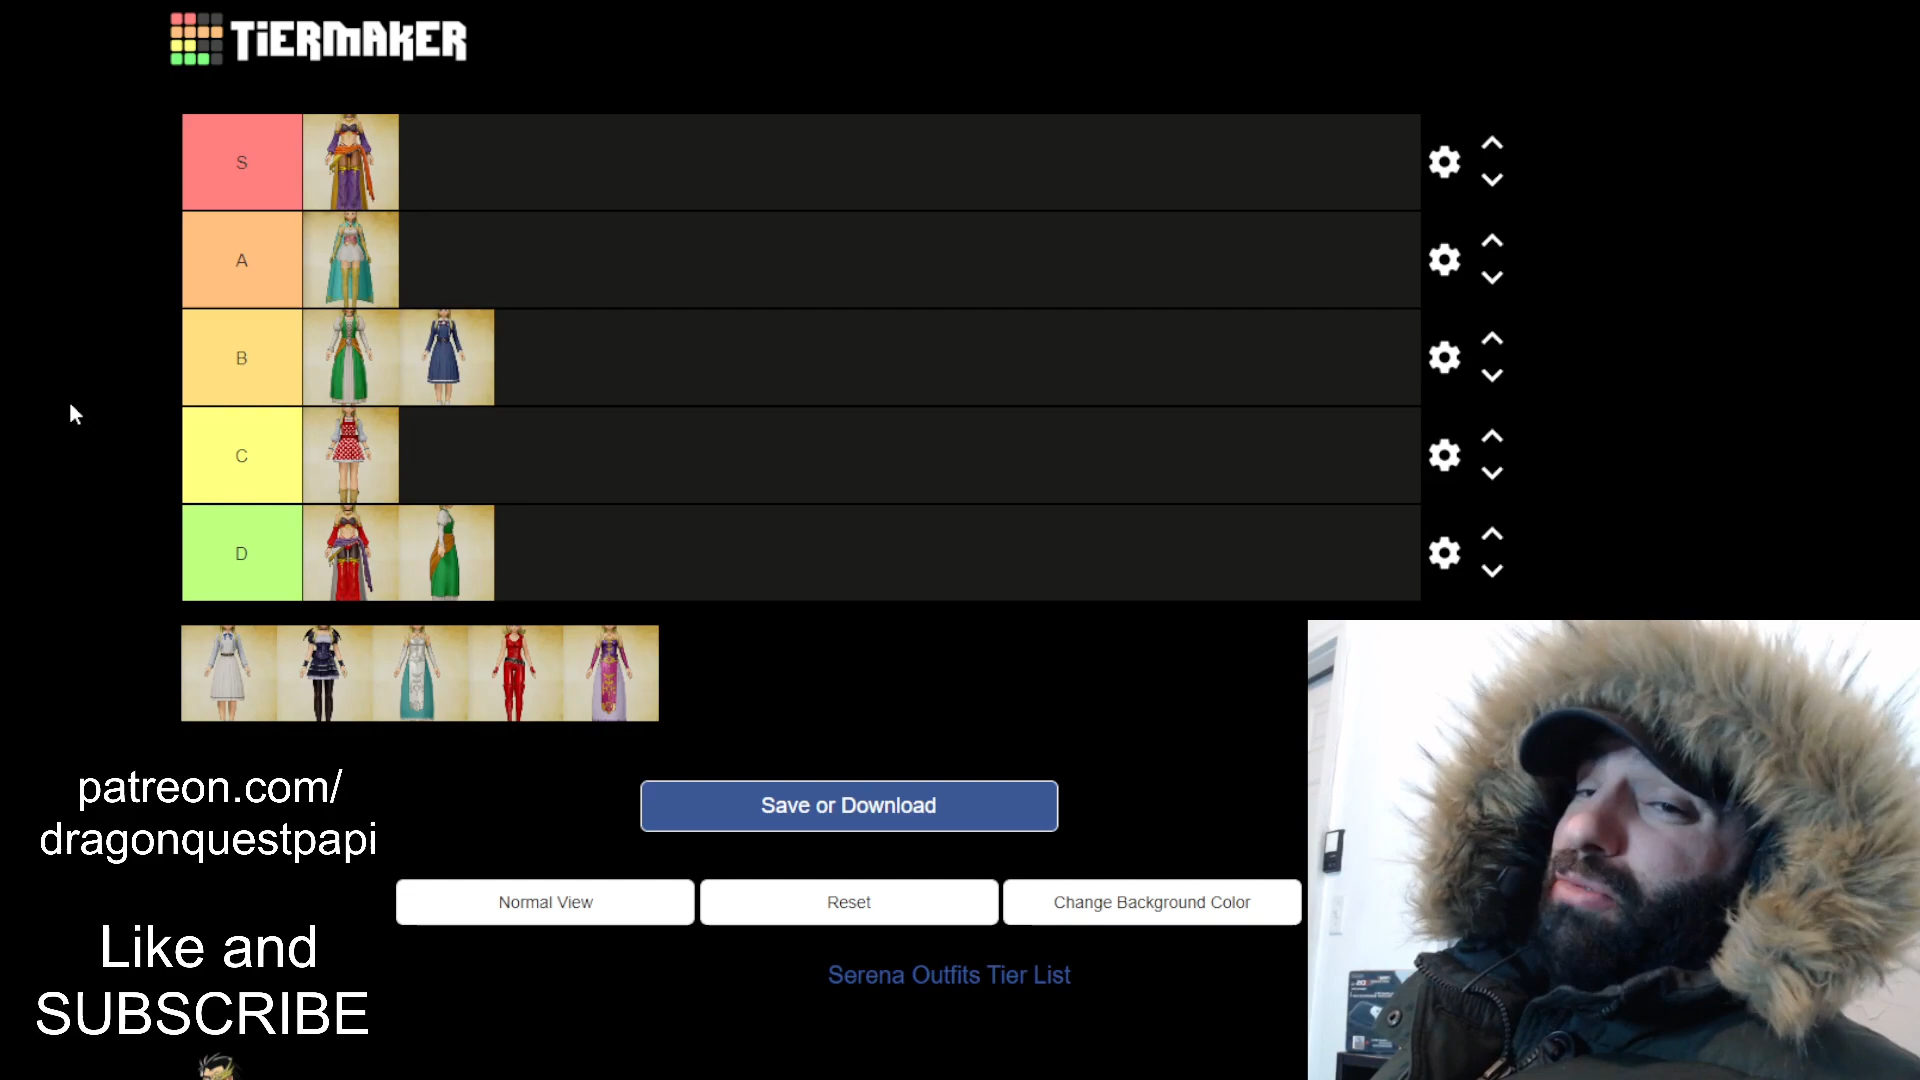 TiERMAKER
S
A
B
C
D
patreon.com/
dragonquestpapi
Save or Download
Normal View
Reset
Change Background Color
Like and
SUBSCRIBE
Serena Outfits Tier List